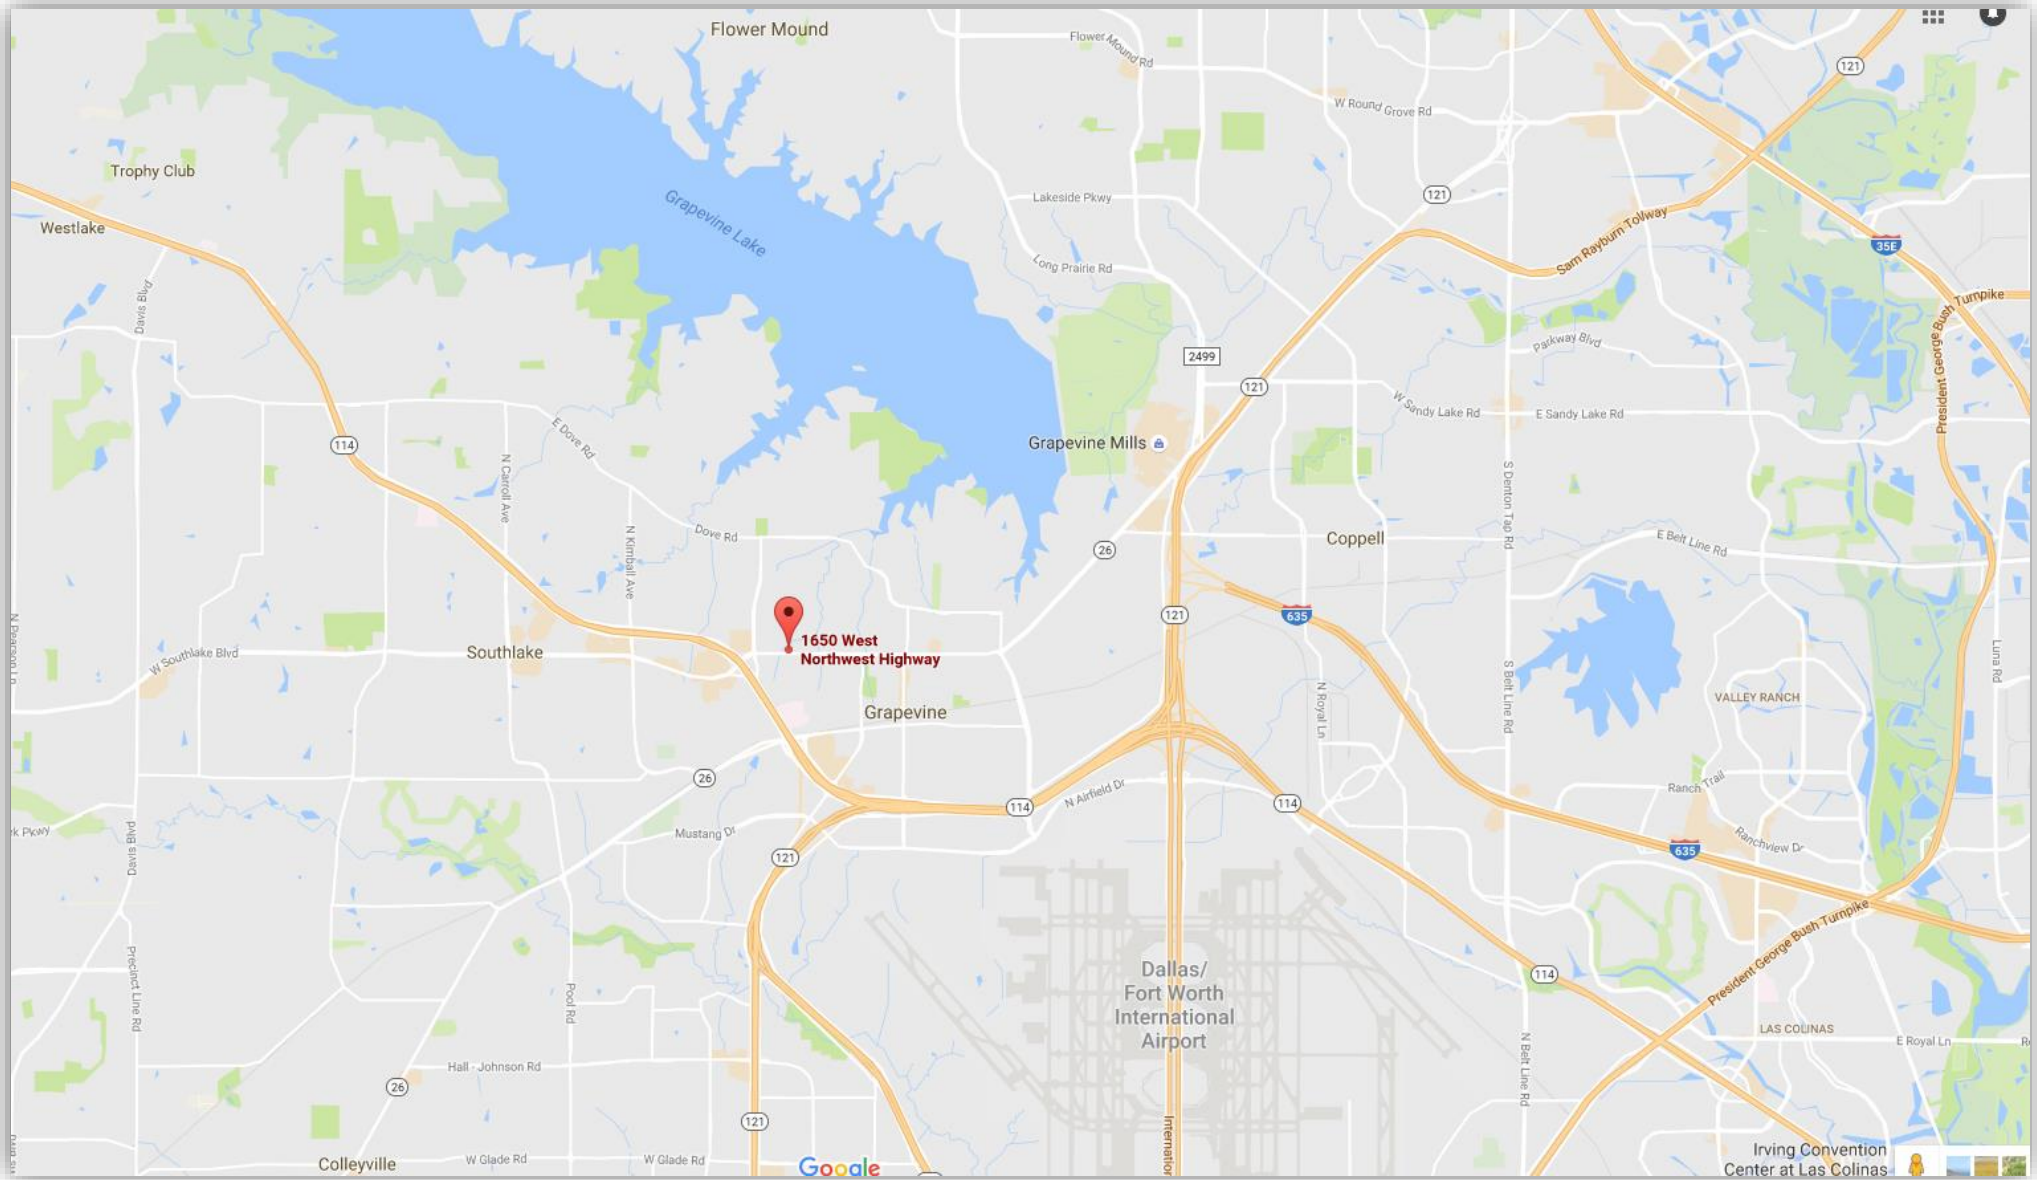 Flower Mound
Flower Mound Rd
121
W Round Grove Rd
Trophy Club
121
Lakeside Pkwy
Grapevine Lake
Westlake
Sam Rayburn Tollway
35E
Long Prairie Rd
Davis Blvd
President George Bush Turnpike
2499
Parkway Blvd
121
W Sandy Lake Rd
E Sandy Lake Rd
E Dove Rd
114
Grapevine Mills
N Carroll Ave
S Denton Tap Rd
Dove Rd
N Kimball Ave
26
Coppell
E Belt Line Rd
121
635
1650 West
Northwest Highway
W Southlake Blvd
Southlake
N Pearson Ln
Luna Rd
S Belt Line Rd
N Royal Ln
VALLEY RANCH
Grapevine
26
Ranch Trail
N Airfield Dr
114
114
k Pkwy
Mustang Dr
Davis Blvd
121
Ranchview Dr
635
President George Bush Turnpike
Precinct Line Rd
Dallas/
Fort Worth
International
Airport
114
Pool Rd
LAS COLINAS
E Royal Ln
N Belt Line Rd
Hall - Johnson Rd
26
121
Internatior
Colleyville
W Glade Rd
W Glade Rd
Google
Irving Convention
Center at Las Colinas